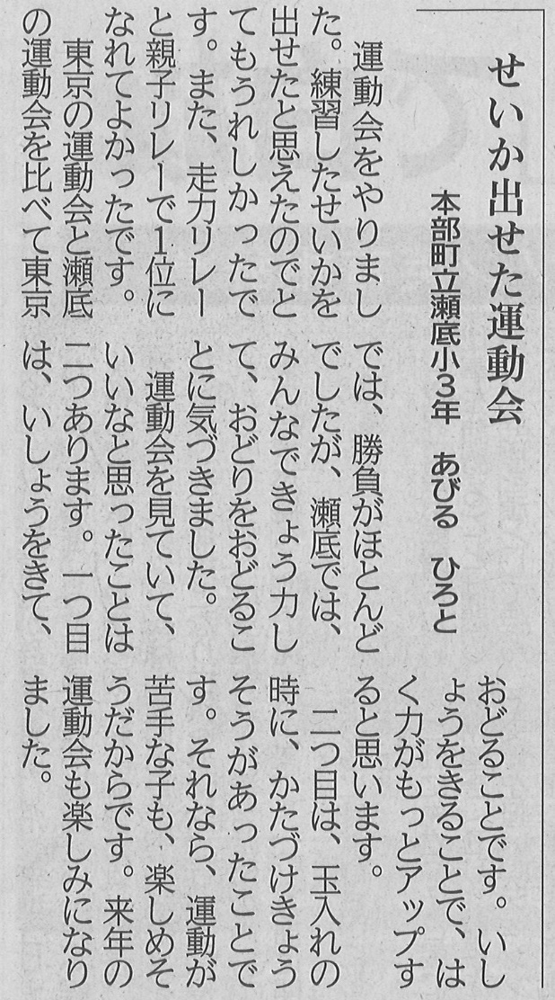 せいか出せた運動会
本部町立瀬底小3年　あびる　ひろと
　運動会をやりまし
た。練習したせいかを
出せたと思えたのでと
てもうれしかったで
す。また、走力リレー
と親子リレーで1位に
なれてよかったです。
　東京の運動会と瀬底
の運動会を比べて東京
では、勝負がほとんど
でしたが、瀬底では、
みんなできょう力し
て、おどりをおどるこ
とに気づきました。
　運動会を見ていて、
いいなと思ったことは
二つあります。一つ目
は、いしょうをきて、
おどることです。いし
ょうをきることで、は
く力がもっとアップす
ると思います。
　二つ目は、玉入れの
時に、かたづけきょう
そうがあったことで
す。それなら、運動が
苦手な子も、楽しめそ
うだからです。来年の
運動会も楽しみになり
ました。